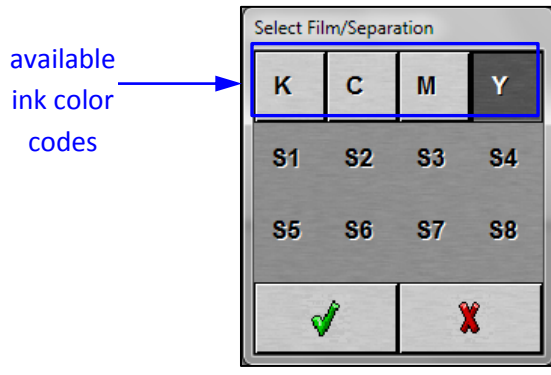 Select Film/Separation
available
ink color
codes
K C M Y
S1 S2 S3 S4
S5 S6 S7 S8